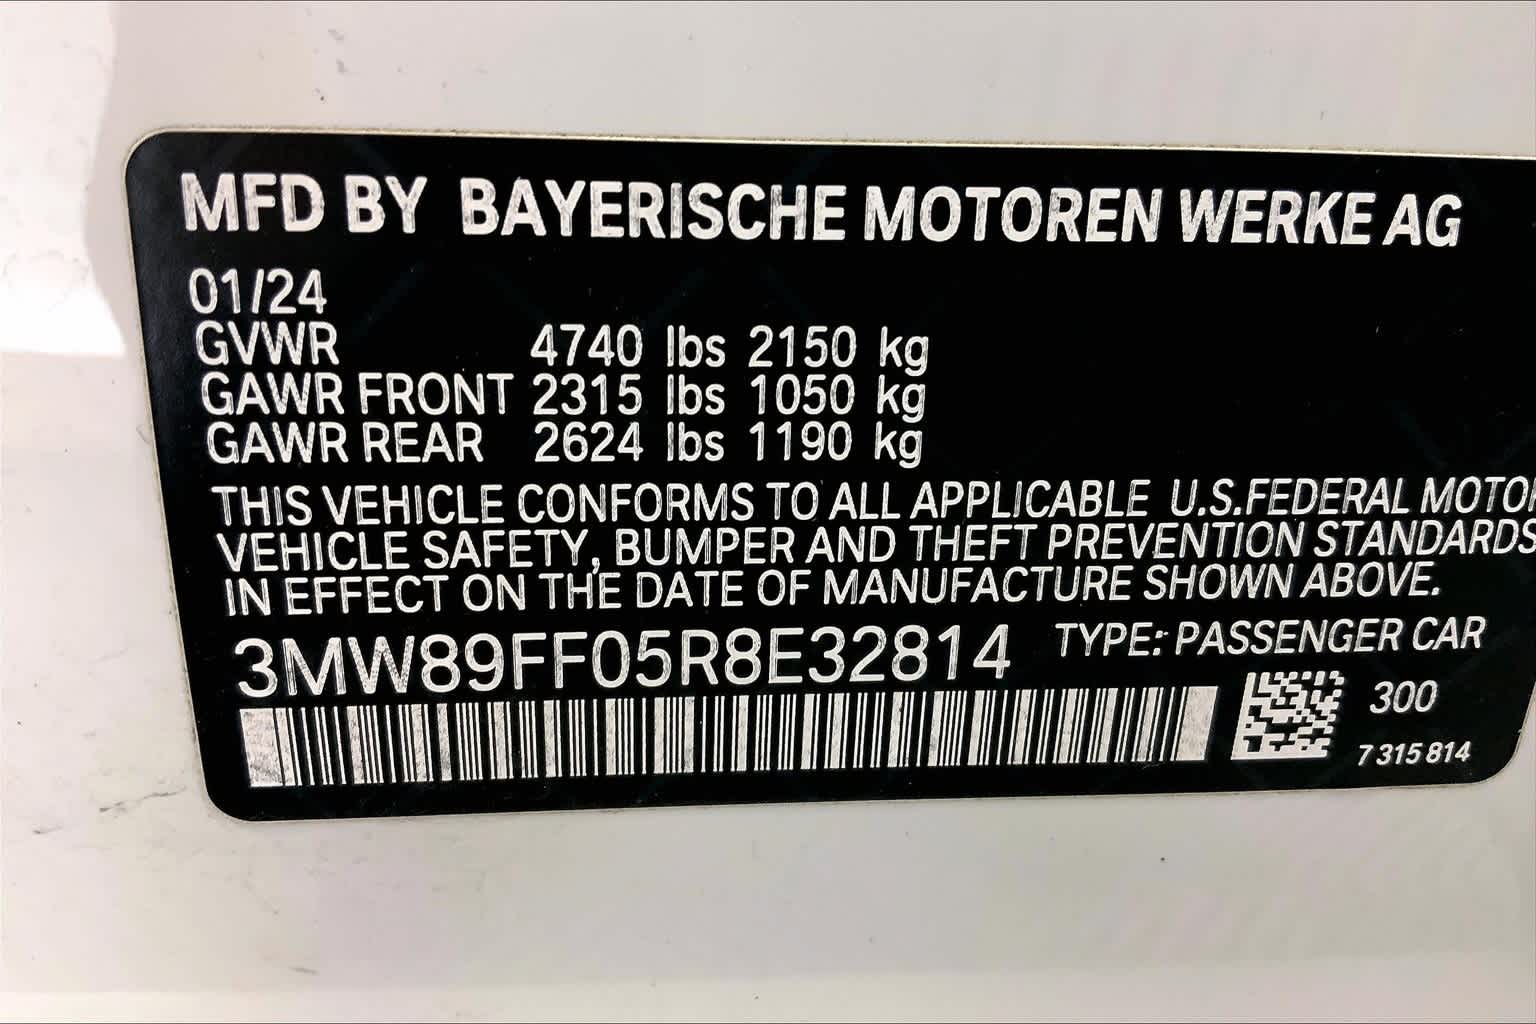 MFD BY BAYERISCHE MOTOREN WERKE AG
01/24
GVWR 4740 lbs 2150 kg
GAWR FRONT 2315 lbs 1050 kg
GAWR REAR 2624 lbs 1190 kg
THIS VEHICLE CONFORMS TO ALL APPLICABLE U.S.FEDERAL MOTOR
VEHICLE SAFETY, BUMPER AND THEFT PREVENTION STANDARDS
IN EFFECT ON THE DATE OF MANUFACTURE SHOWN ABOVE.
3MW89FF05R8E32814 TYPE: PASSENGER CAR
300
7 315 814